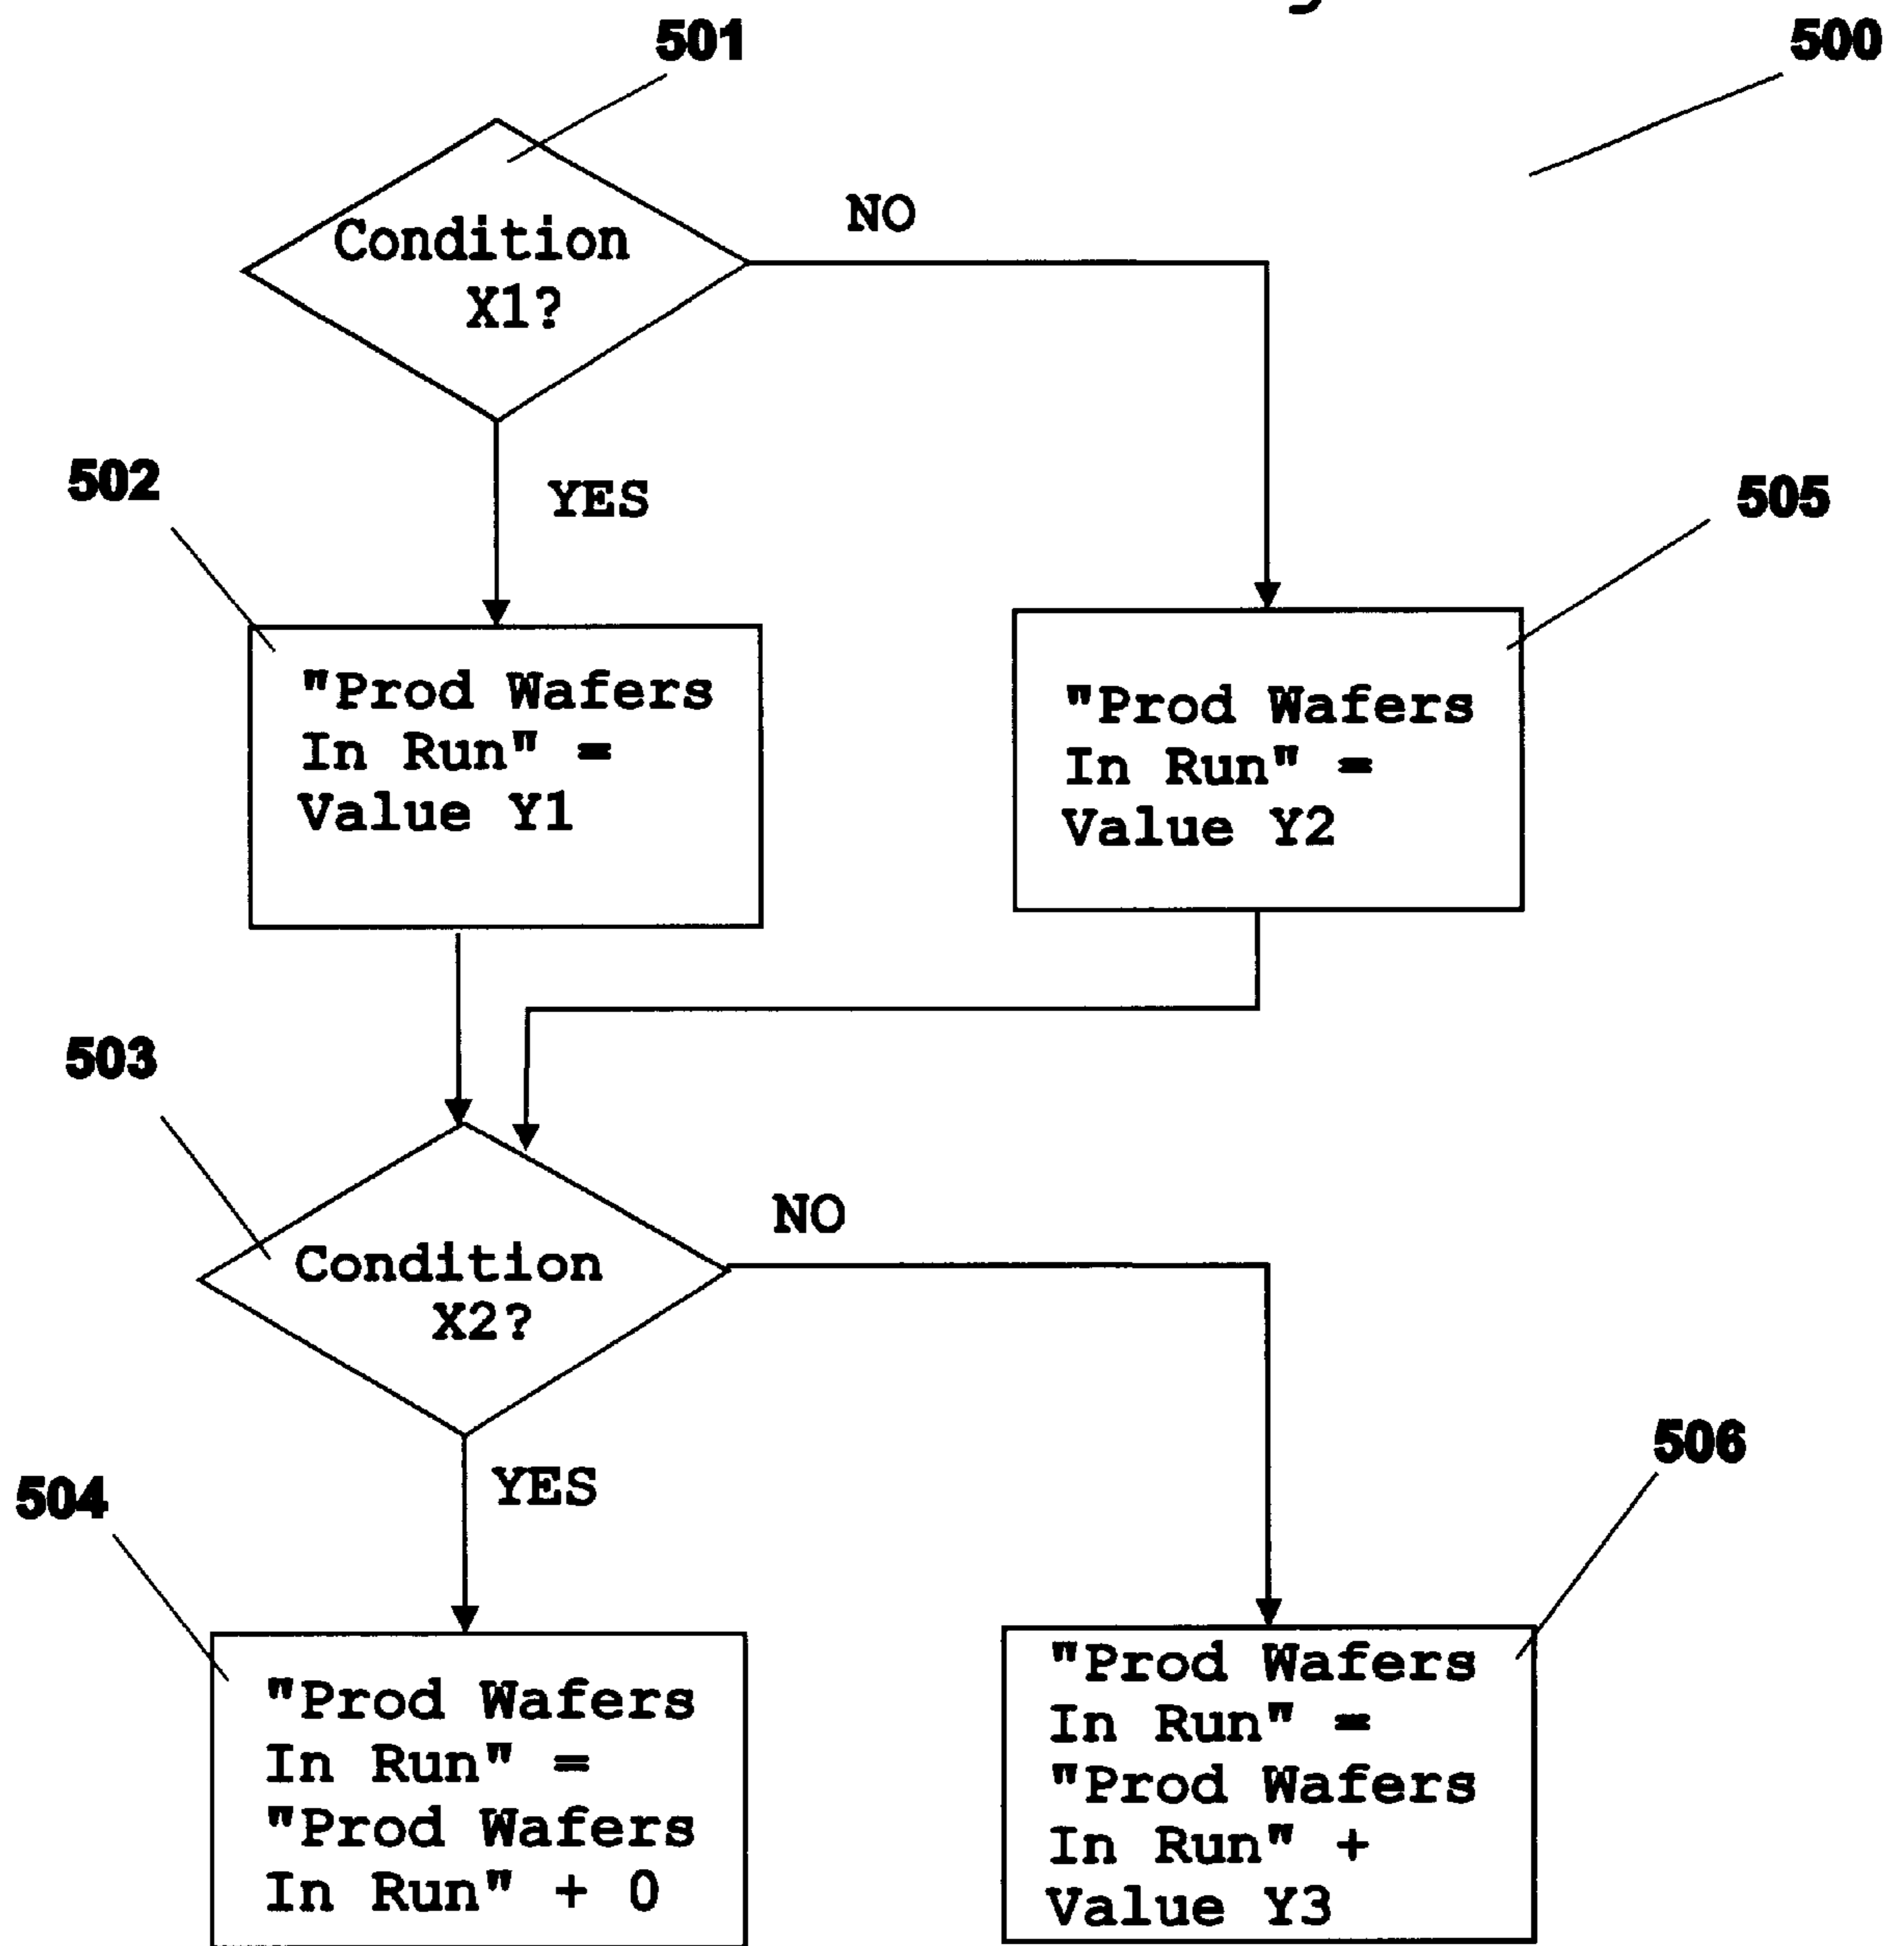 501
500
Condition
X1?
NO
502
YES
505
"Prod Wafers
In Run" =
Value Y1
"Prod Wafers
In Run" =
Value Y2
503
Condition
X2?
NO
506
504
YES
"Prod Wafers
In Run" =
"Prod Wafers
In Run" + 0
"Prod Wafers
In Run" =
"Prod Wafers
In Run" +
Value Y3